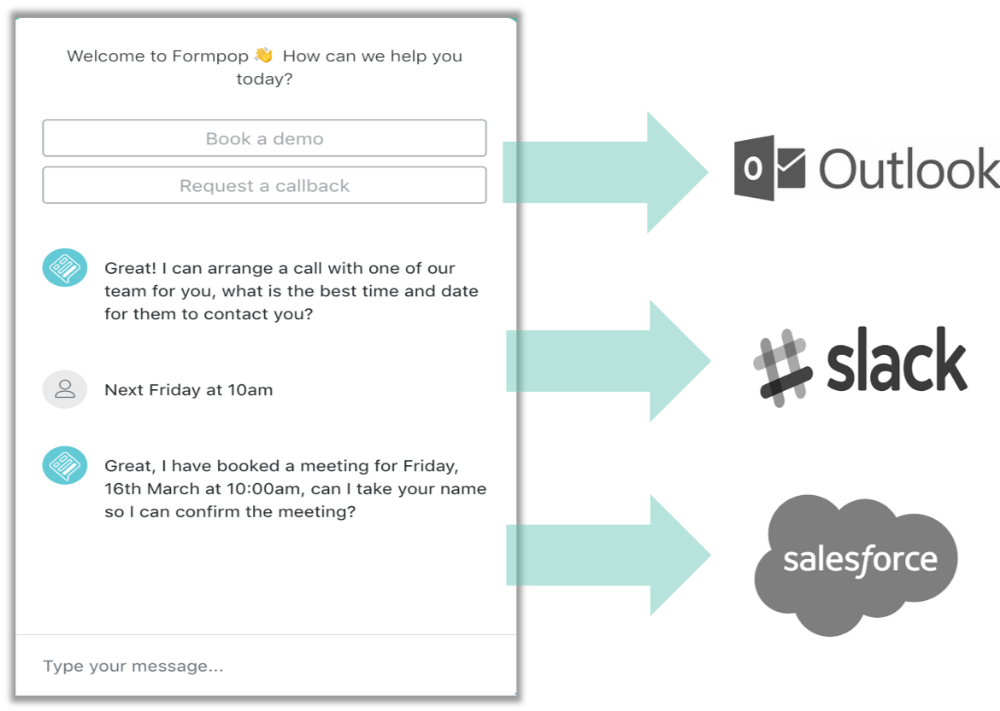 Welcome to Formpop 👋 How can we help you
today?
Book a demo
Request a callback
Great! I can arrange a call with one of our
team for you, what is the best time and date
for them to contact you?
Next Friday at 10am
Great, I have booked a meeting for Friday,
16th March at 10:00am, can I take your name
so I can confirm the meeting?
Type your message...
O Outlook
slack
salesforce